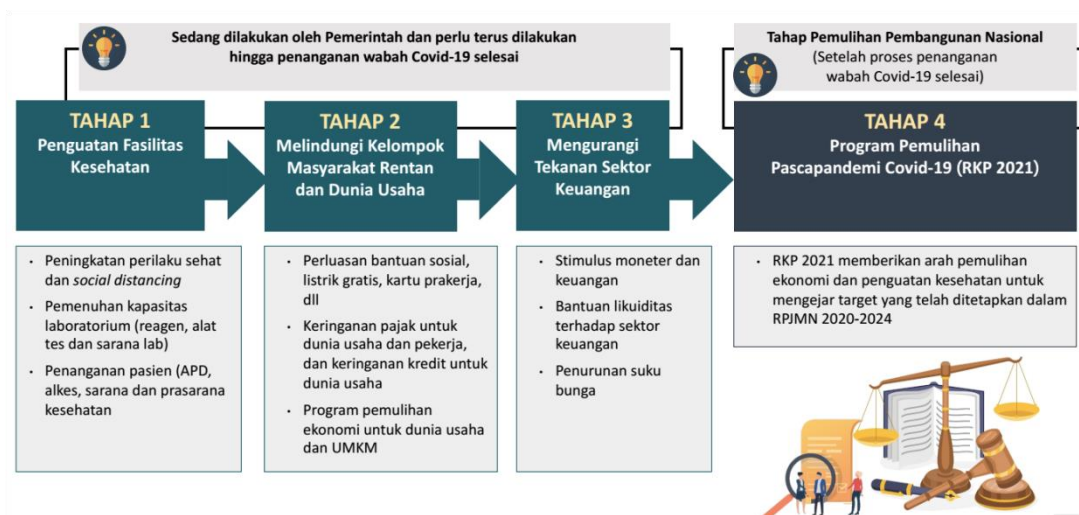 Sedang dilakukan oleh Pemerintah dan perlu terus dilakukan
hingga penanganan wabah Covid-19 selesai
Tahap Pemulihan Pembangunan Nasional
(Setelah proses penanganan
wabah Covid-19 selesai)
TAHAP 1
Penguatan Fasilitas
Kesehatan
TAHAP 2
Melindungi Kelompok
Masyarakat Rentan
dan Dunia Usaha
TAHAP 3
Mengurangi
Tekanan Sektor
Keuangan
TAHAP 4
Program Pemulihan
Pascapandemi Covid-19 (RKP 2021)
• Peningkatan perilaku sehat
dan social distancing
• Pemenuhan kapasitas
laboratorium (reagen, alat
tes dan sarana lab)
• Penanganan pasien (APD,
alkes, sarana dan prasarana
kesehatan
• Perluasan bantuan sosial,
listrik gratis, kartu prakerja,
dll
• Keringanan pajak untuk
dunia usaha dan pekerja,
dan keringanan kredit untuk
dunia usaha
• Program pemulihan
ekonomi untuk dunia usaha
dan UMKM
• Stimulus moneter dan
keuangan
• Bantuan likuiditas
terhadap sektor
keuangan
• Penurunan suku
bunga
• RKP 2021 memberikan arah pemulihan
ekonomi dan penguatan kesehatan untuk
mengejar target yang telah ditetapkan dalam
RPJMN 2020-2024